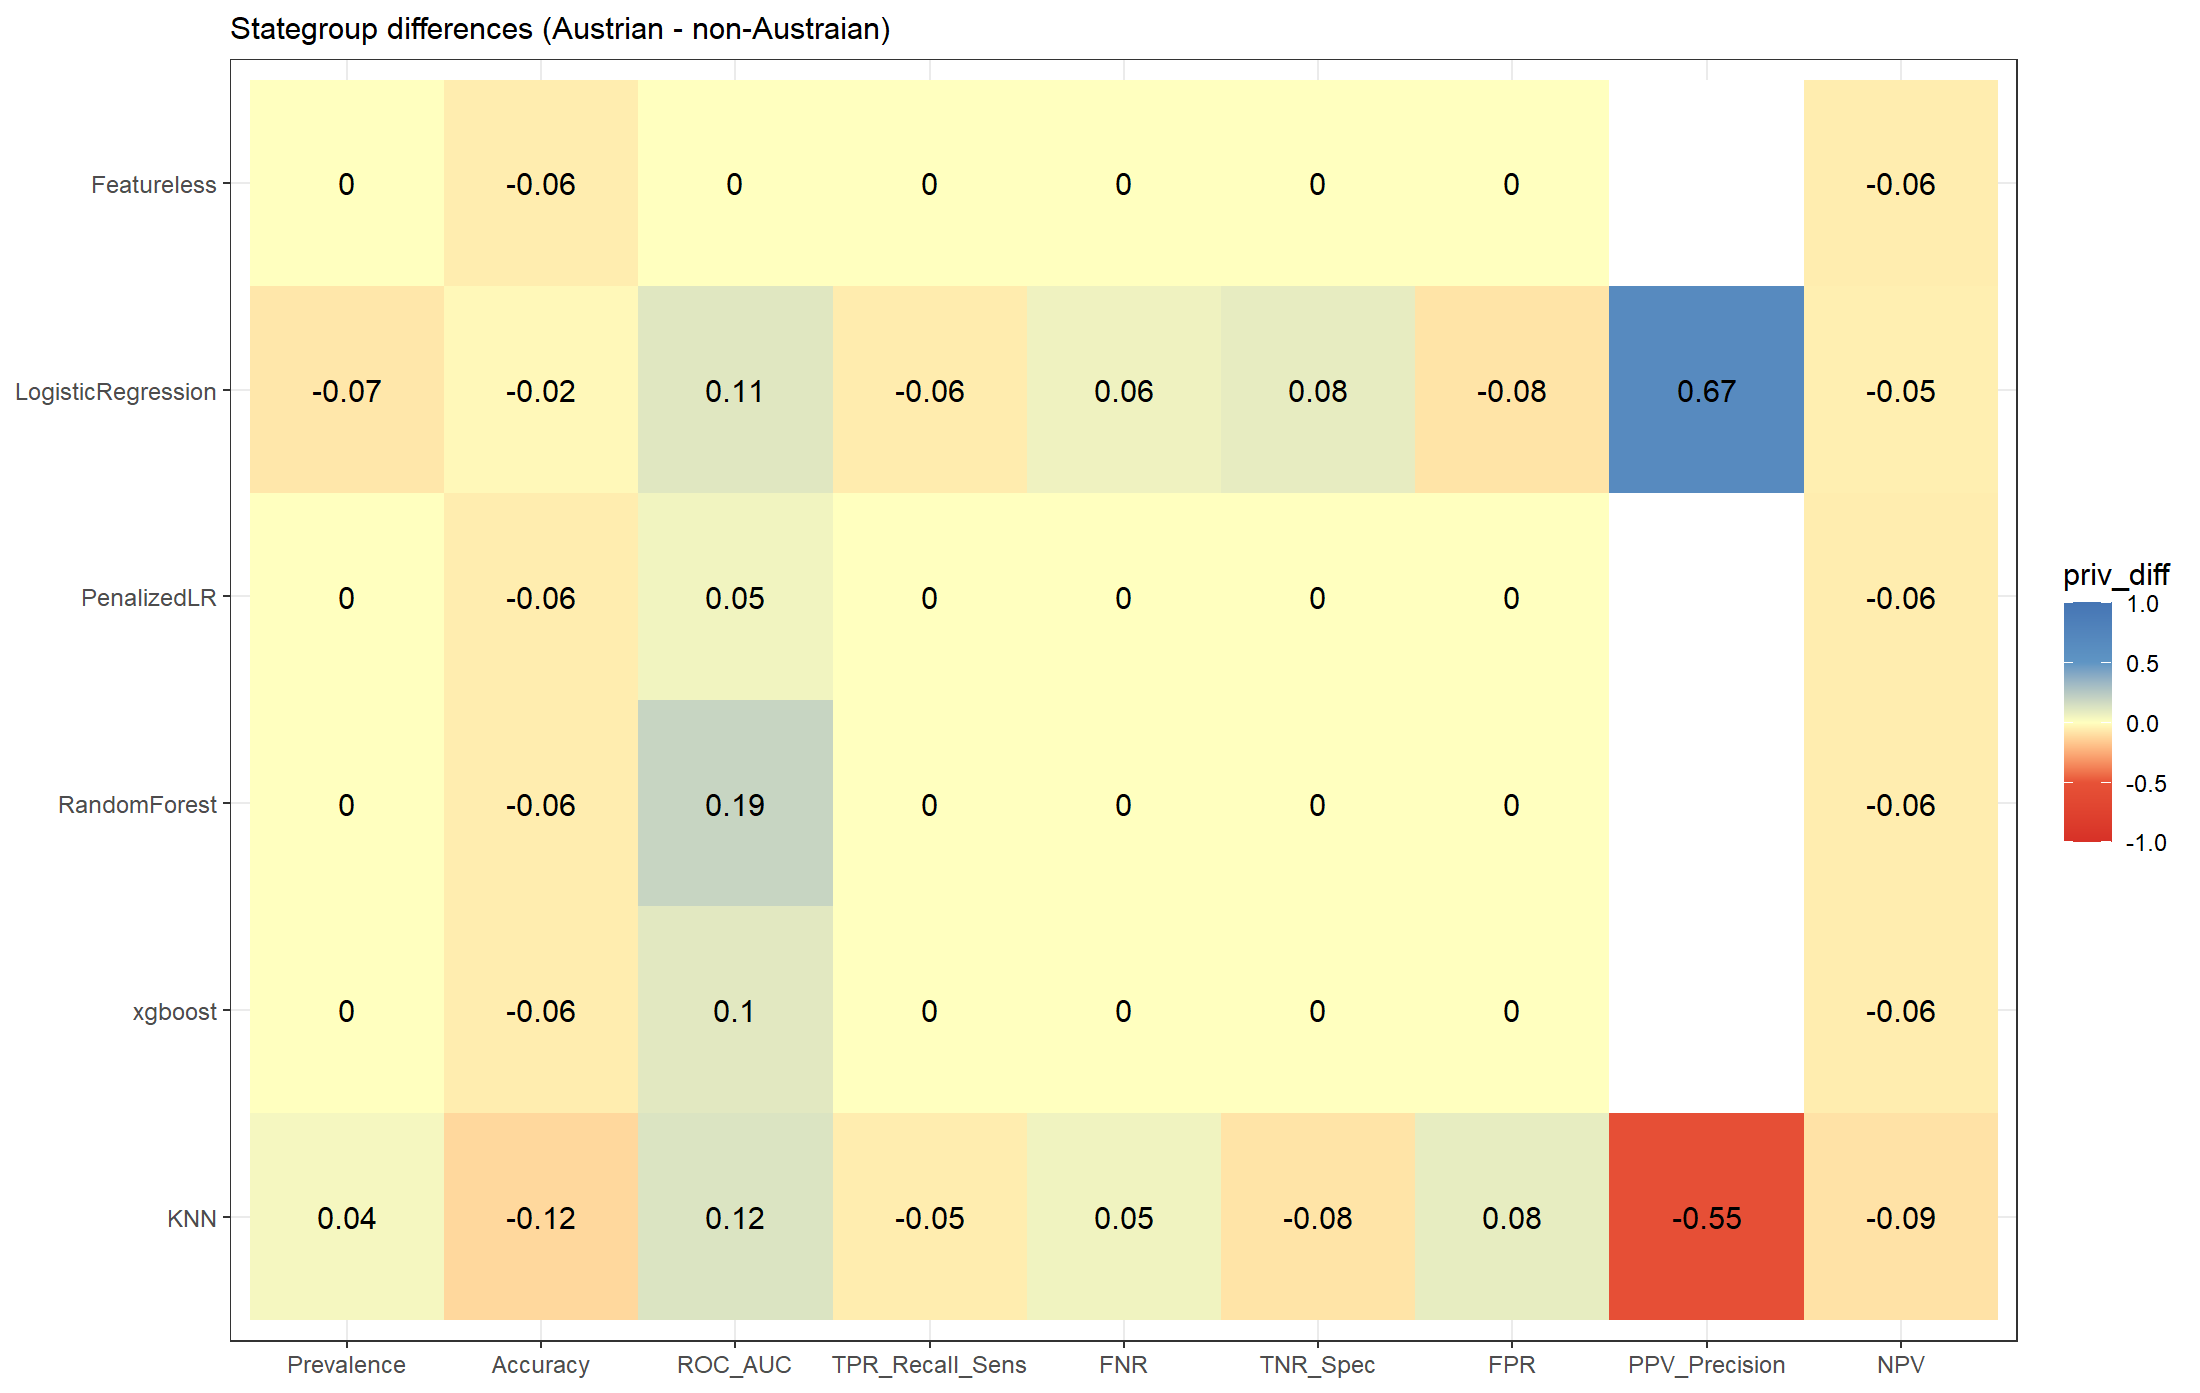 Stategroup differences (Austrian - non-Austraian)
Featureless 0 -0.06 0 0 0 0 0 -0.06
LogisticRegression -0.07 -0.02 0.11 -0.06 0.06 0.08 -0.08 0.67 -0.05
PenalizedLR 0 -0.06 0.05 0 0 0 0 -0.06
RandomForest 0 -0.06 0.19 0 0 0 0 -0.06
xgboost 0 -0.06 0.1 0 0 0 0 -0.06
KNN 0.04 -0.12 0.12 -0.05 0.05 -0.08 0.08 -0.55 -0.09
Prevalence Accuracy ROC_AUC TPR_Recall_Sens FNR TNR_Spec FPR PPV_Precision NPV
priv_diff
1.0
0.5
0.0
-0.5
-1.0